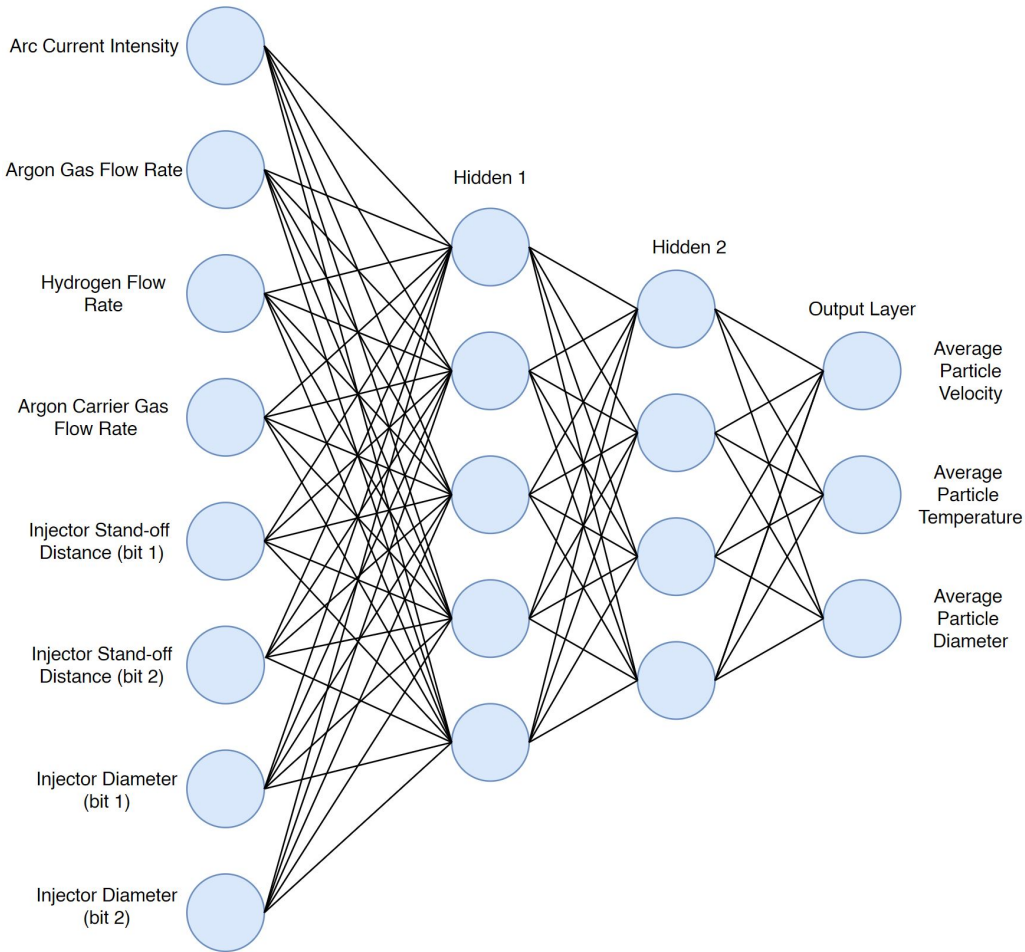 Arc Current Intensity
Argon Gas Flow Rate
Hydrogen Flow
Rate
Argon Carrier Gas
Flow Rate
Injector Stand-off
Distance (bit 1)
Injector Stand-off
Distance (bit 2)
Injector Diameter
(bit 1)
Injector Diameter
(bit 2)
Hidden 1
Hidden 2
Output Layer
Average
Particle
Velocity
Average
Particle
Temperature
Average
Particle
Diameter